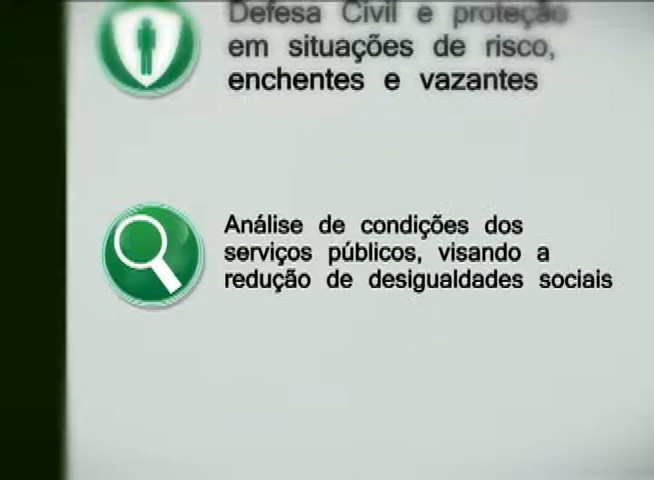 Defesa Civil e proteção
em situações de risco,
enchentes e vazantes
Análise de condições dos
serviços públicos, visando a
redução de desigualdades sociais